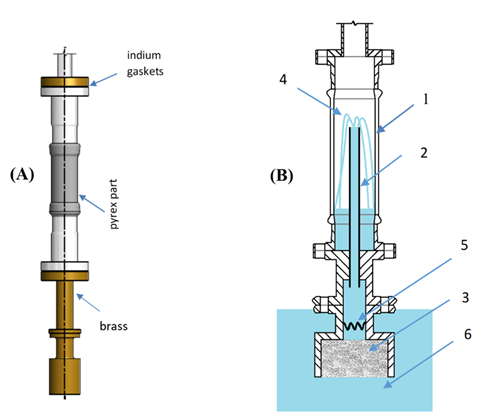 indium
gaskets
(A)
pyrex part
brass
4
1
(B)
2
5
3
6